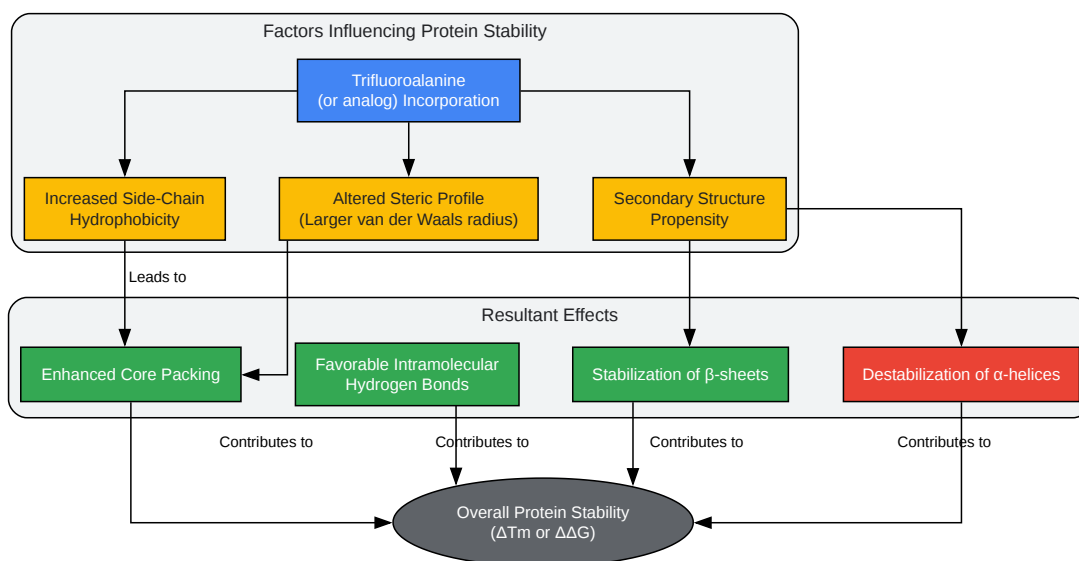 Factors Influencing Protein Stability
Trifluoroalanine
(or analog) Incorporation
Increased Side-Chain
Hydrophobicity
Altered Steric Profile
(Larger van der Waals radius)
Secondary Structure
Propensity
Leads to
Resultant Effects
Enhanced Core Packing
Favorable Intramolecular
Hydrogen Bonds
Stabilization of β-sheets
Destabilization of α-helices
Contributes to
Contributes to
Contributes to
Contributes to
Overall Protein Stability
(ΔTm or ΔΔG)